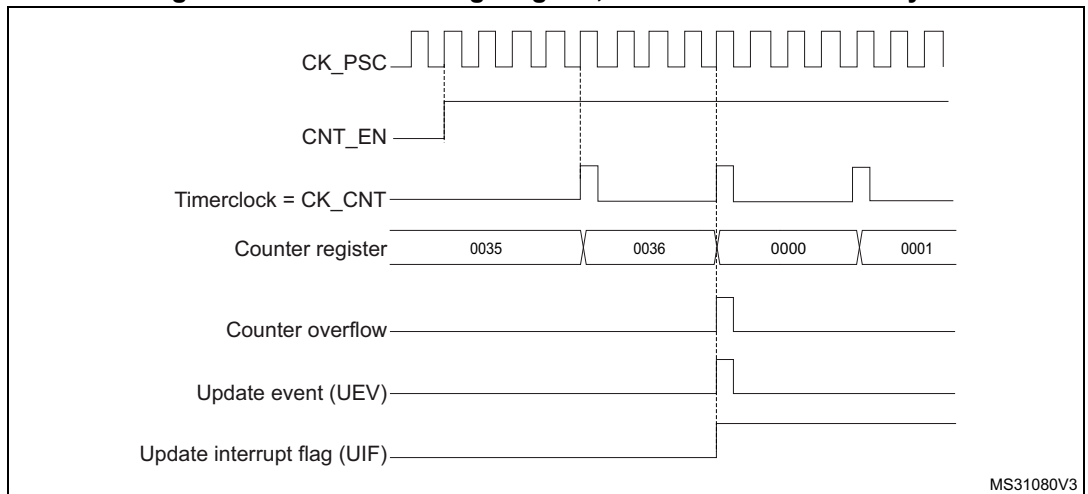 CK_PSC
CNT_EN
Timerclock = CK_CNT
Counter register
0035
0036
0000
0001
Counter overflow
Update event (UEV)
Update interrupt flag (UIF)
MS31080V3